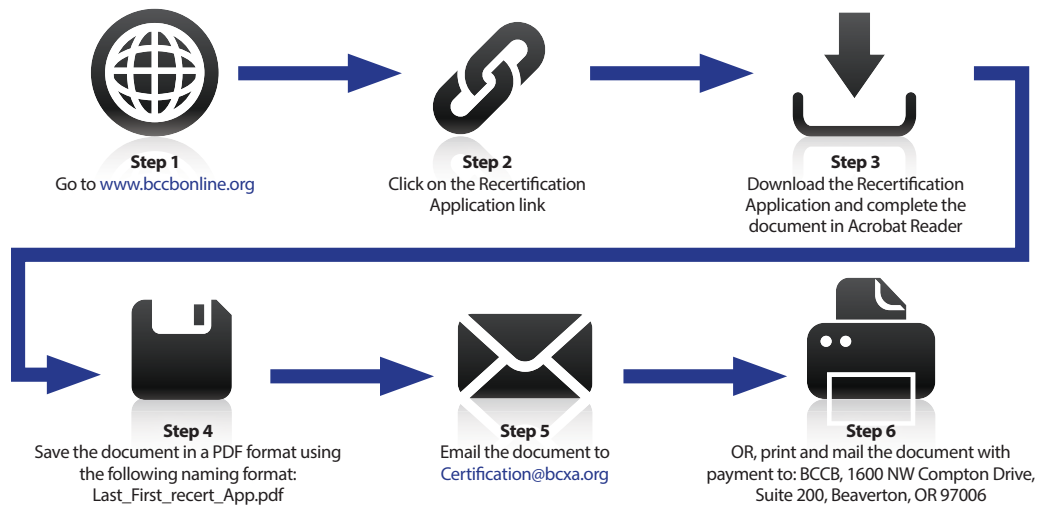 Step 1
Go to www.bccbonline.org
Step 2
Click on the Recertification
Application link
Step 3
Download the Recertification
Application and complete the
document in Acrobat Reader
Step 4
Save the document in a PDF format using
the following naming format:
Last_First_recert_App.pdf
Step 5
Email the document to
Certification@bcxa.org
Step 6
OR, print and mail the document with
payment to: BCCB, 1600 NW Compton Drive,
Suite 200, Beaverton, OR 97006